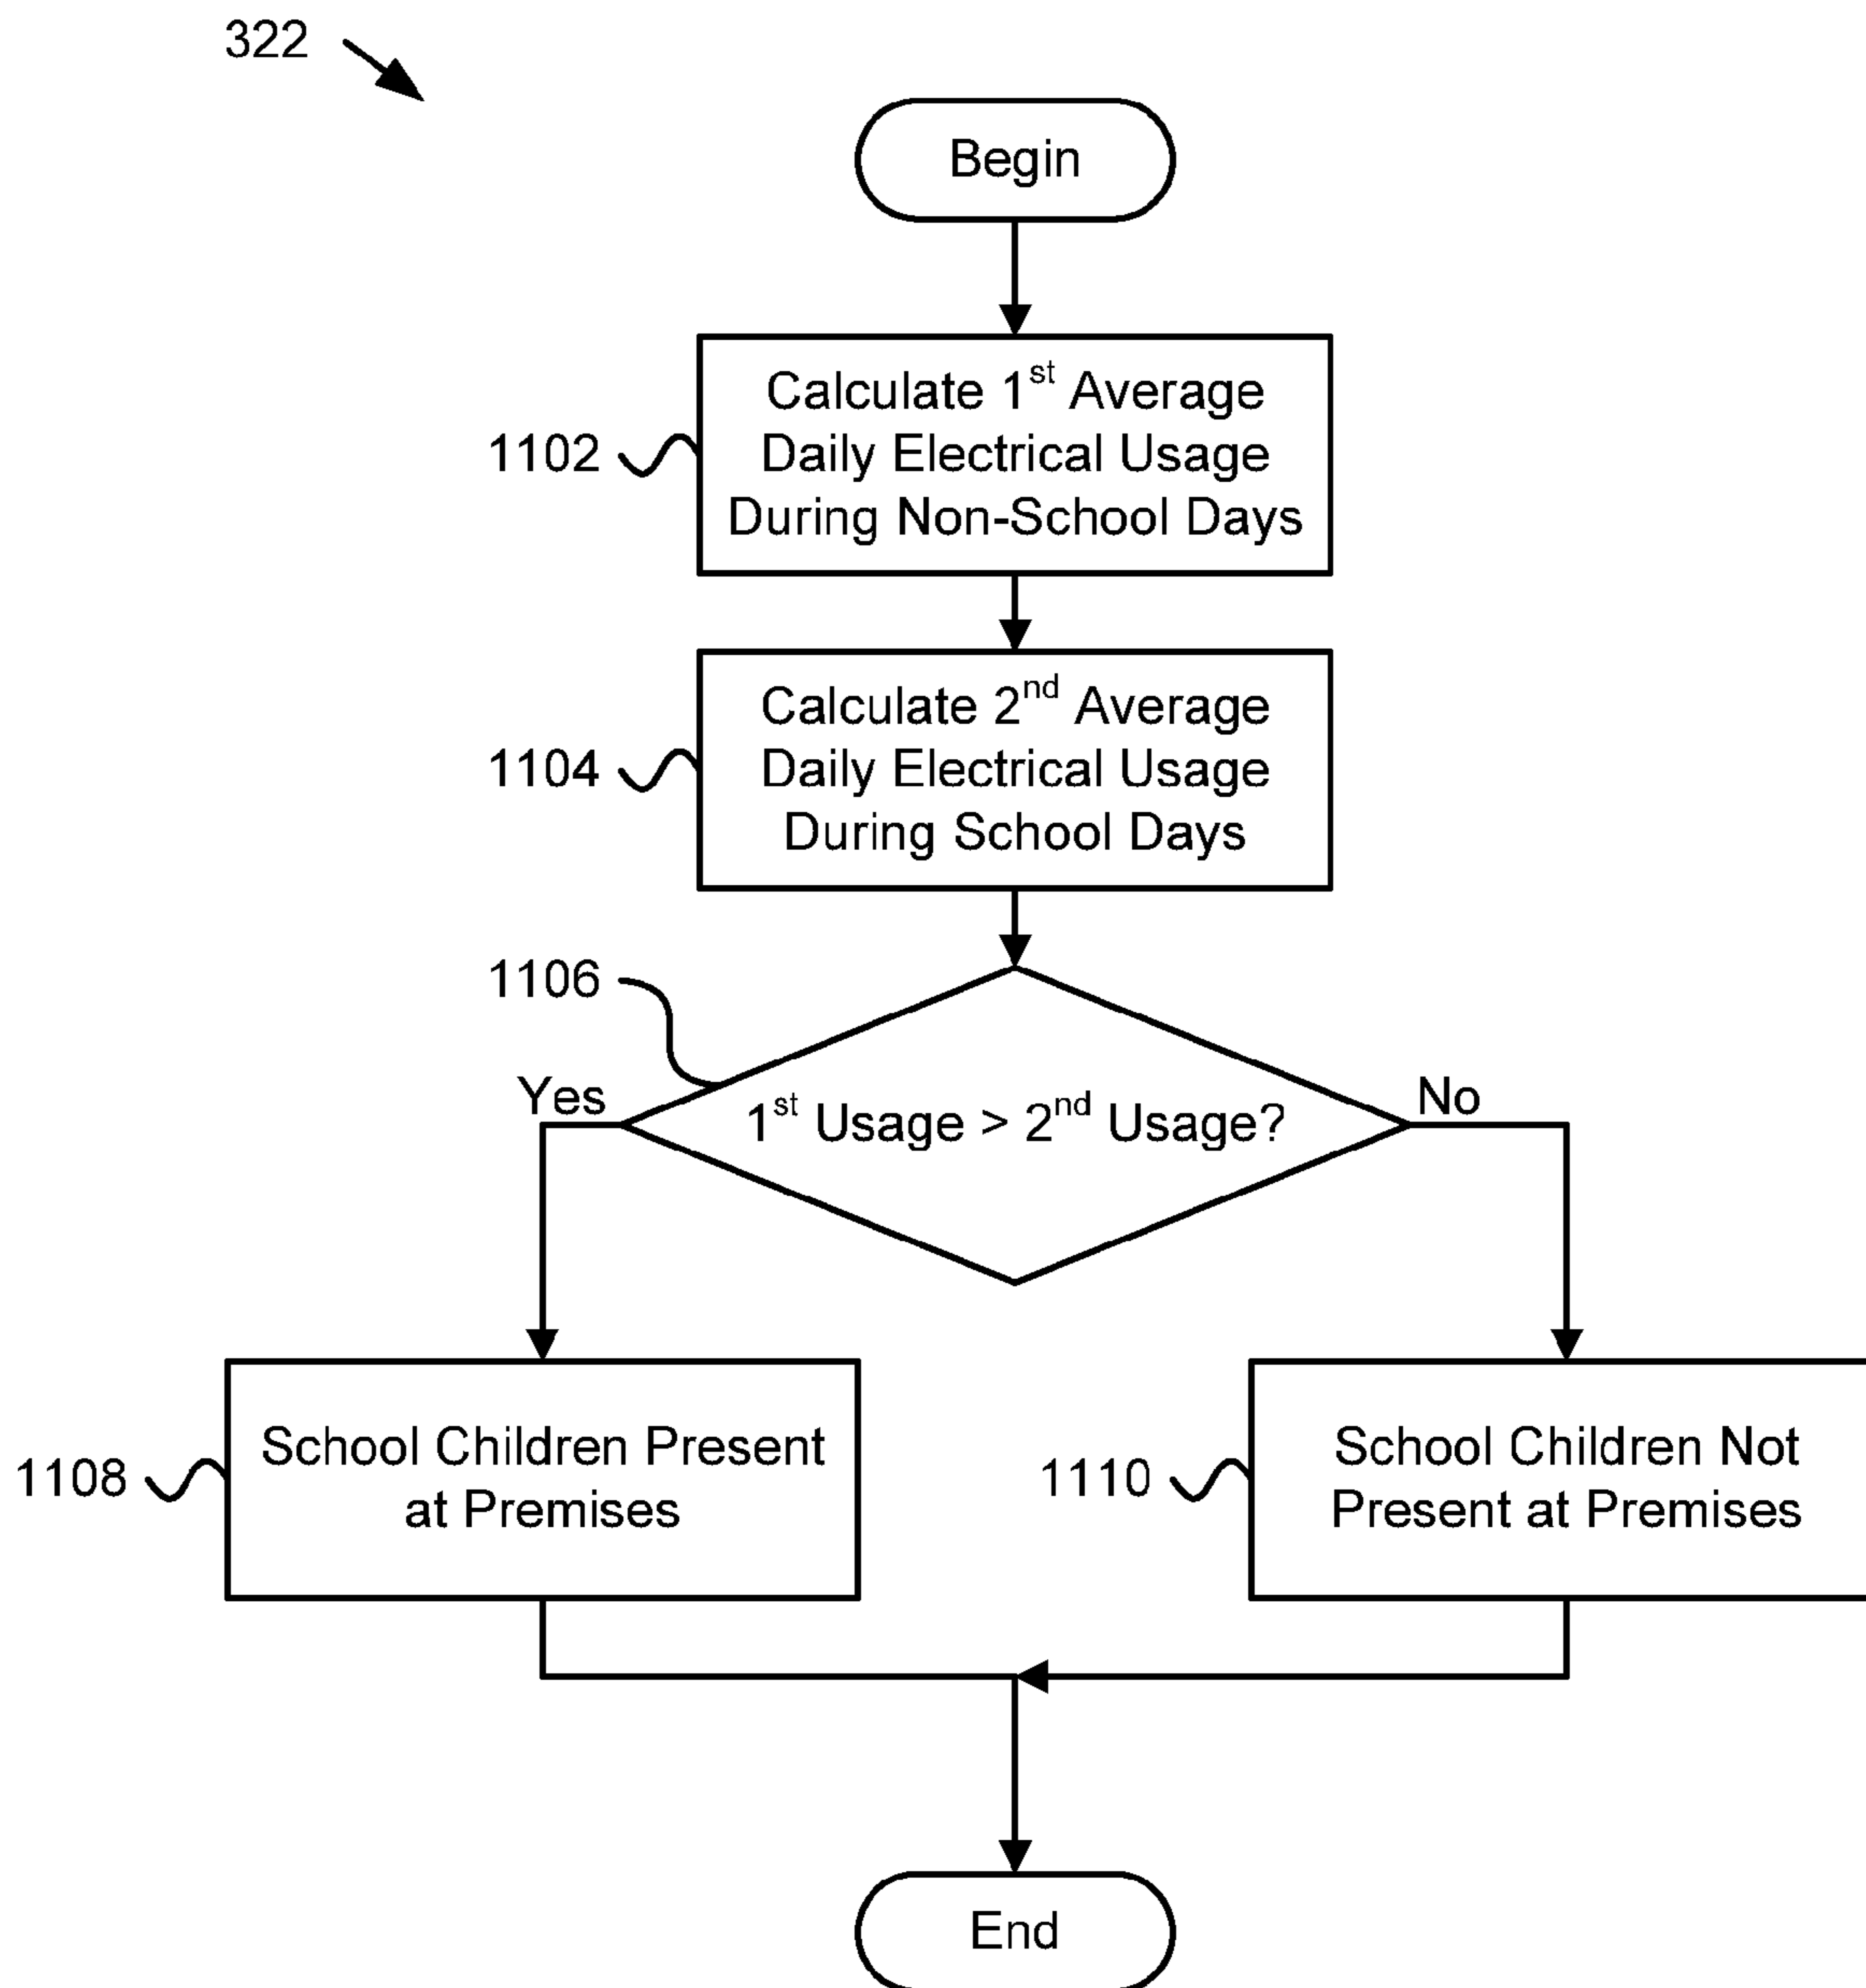 322
Begin
1102
Calculate 1st Average
Daily Electrical Usage
During Non-School Days
1104
Calculate 2nd Average
Daily Electrical Usage
During School Days
1106
Yes
1st Usage > 2nd Usage?
No
1108
School Children Present
at Premises
1110
School Children Not
Present at Premises
End